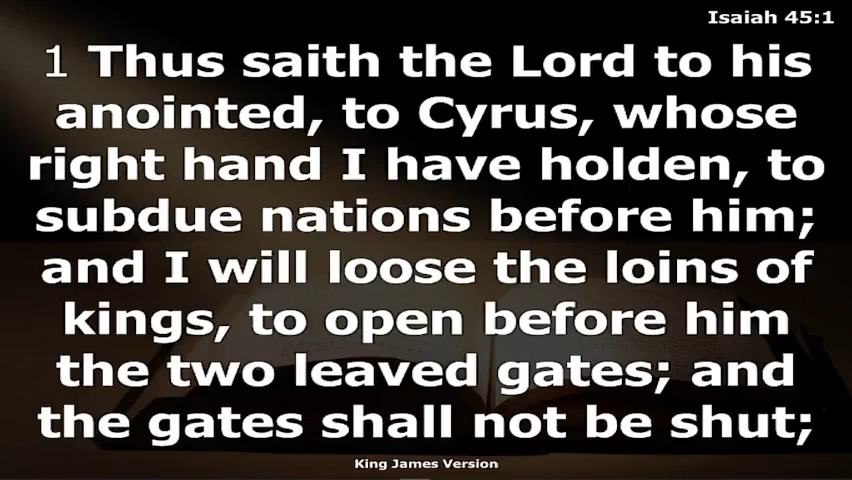 Isaiah 45:1
1 Thus saith the Lord to his
anointed, to Cyrus, whose
right hand I have holden, to
subdue nations before him;
and I will loose the loins of
kings, to open before him
the two leaved gates; and
the gates shall not be shut;
King James Version